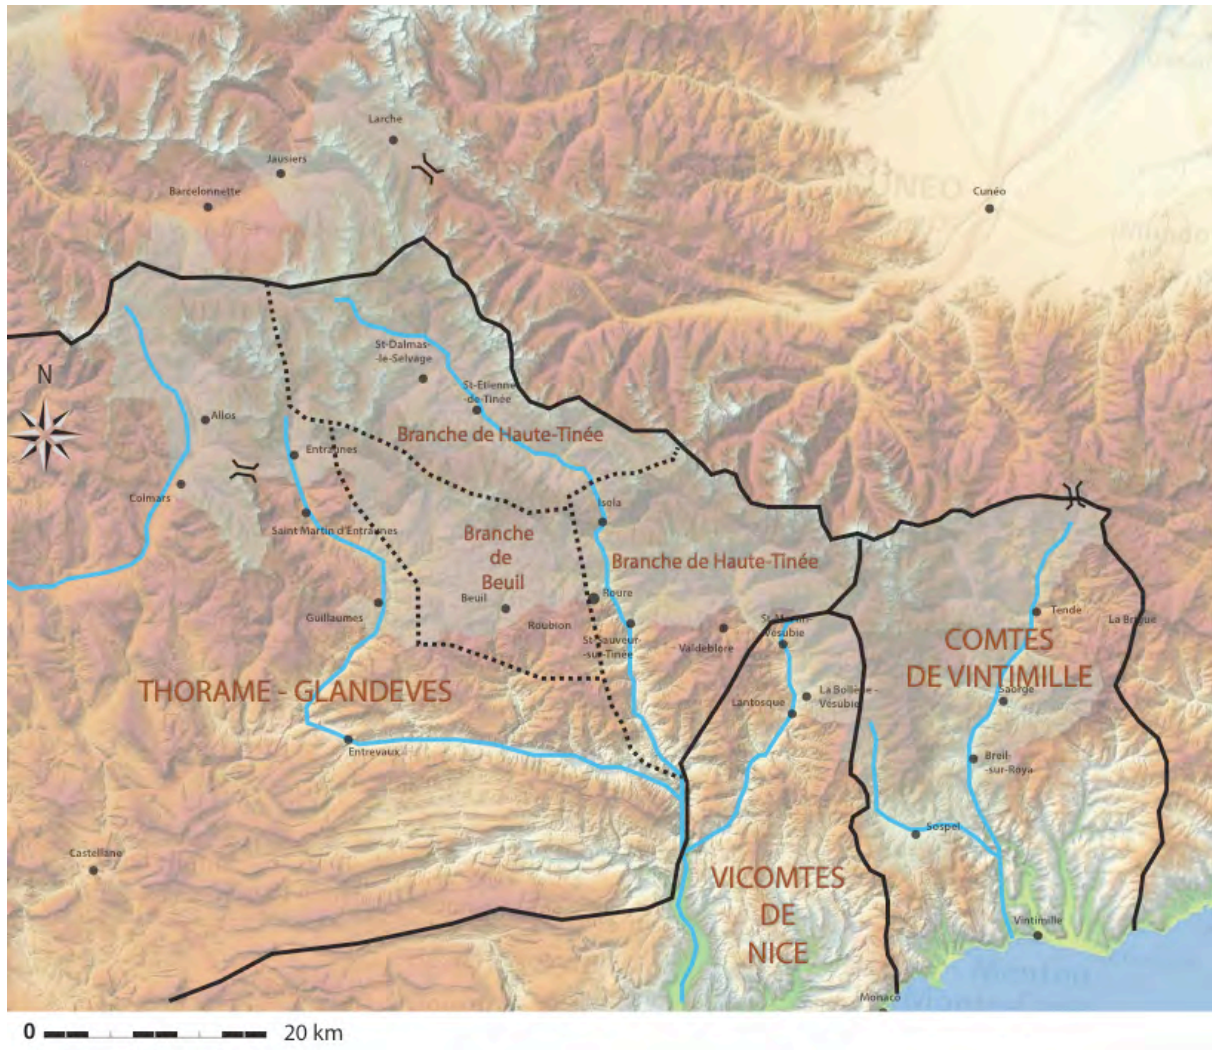 Larche
Jausiers
Barcelonnette
Cunéo
N
St-Dalmas-
-le-Selvage
St-Etienne
-de-Tinée
Allos
Branche de Haute-Tinée
Entraunes
Colmars
Isola
Saint Martin d'Entraunes
Branche
de
Beuil
Branche de Haute-Tinée
Beuil
Roure
Guillaumes
Roubion
St-Sauveur-
-sur-Tinée
Valdeblore
St-Martin-
Vésubie
Tende
La Brigue
COMTES
DE VINTIMILLE
THORAME - GLANDEVES
Lantosque
La Bollène -
Vésubie
Saorge
Entrevaux
Breil-
-sur-Roya
Sospel
Castellane
VICOMTES
DE
NICE
Vintimille
Monaco
0
20 km